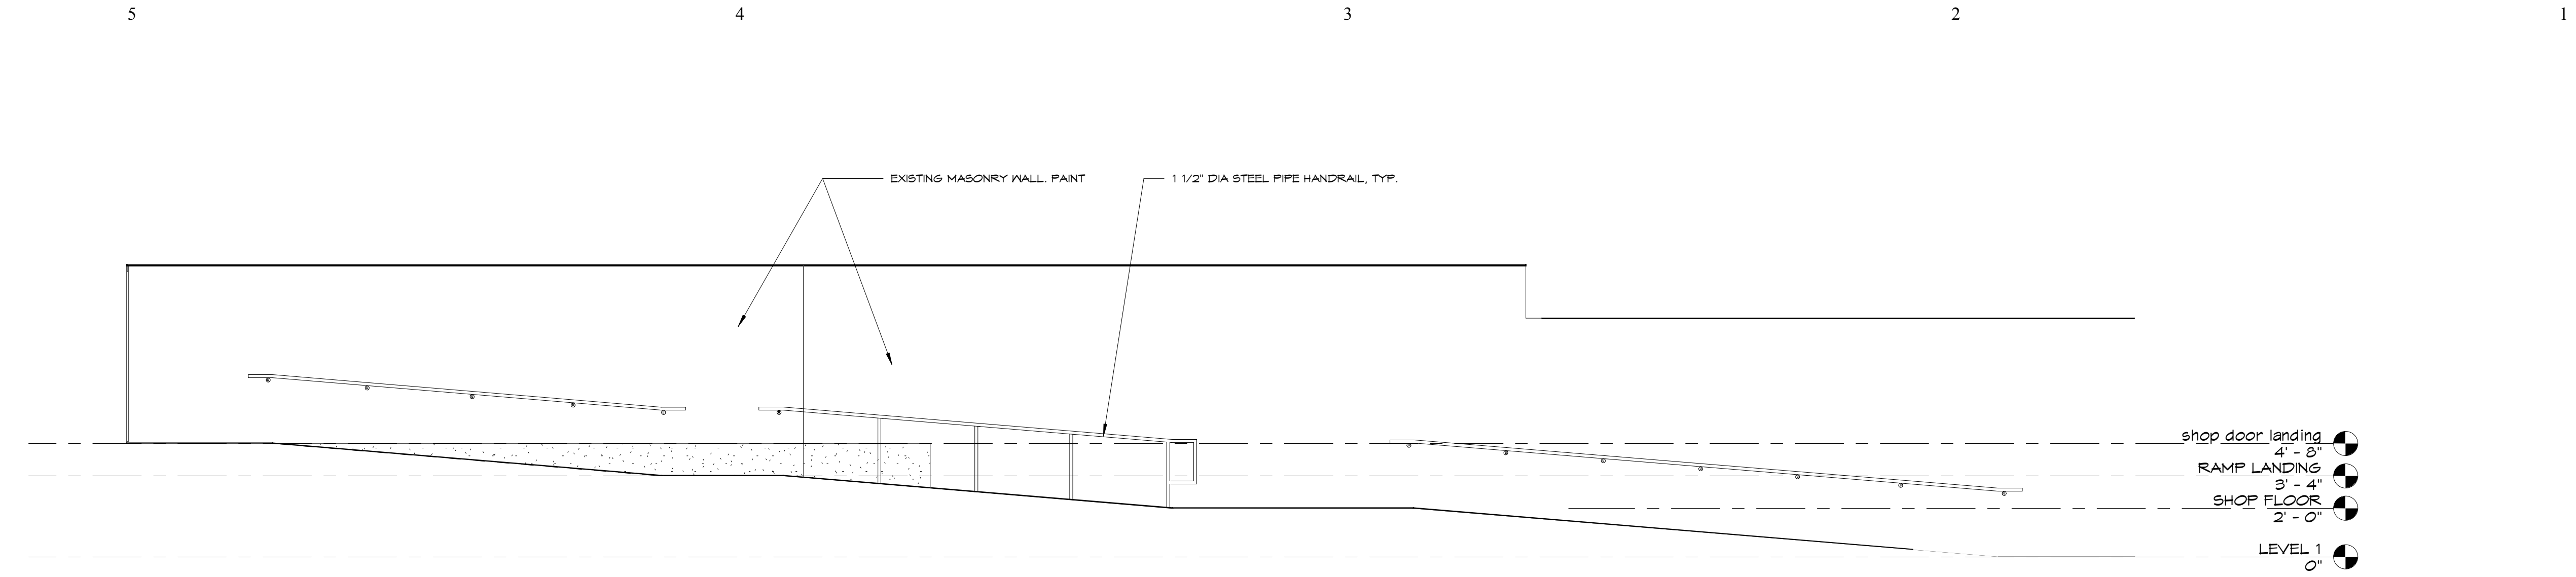 5 4 3 2 1
EXISTING MASONRY WALL. PAINT
1 1/2" DIA STEEL PIPE HANDRAIL, TYP.
shop door landing
4' - 8"
RAMP LANDING
3' - 4"
SHOP FLOOR
2' - 0"
LEVEL 1
0"